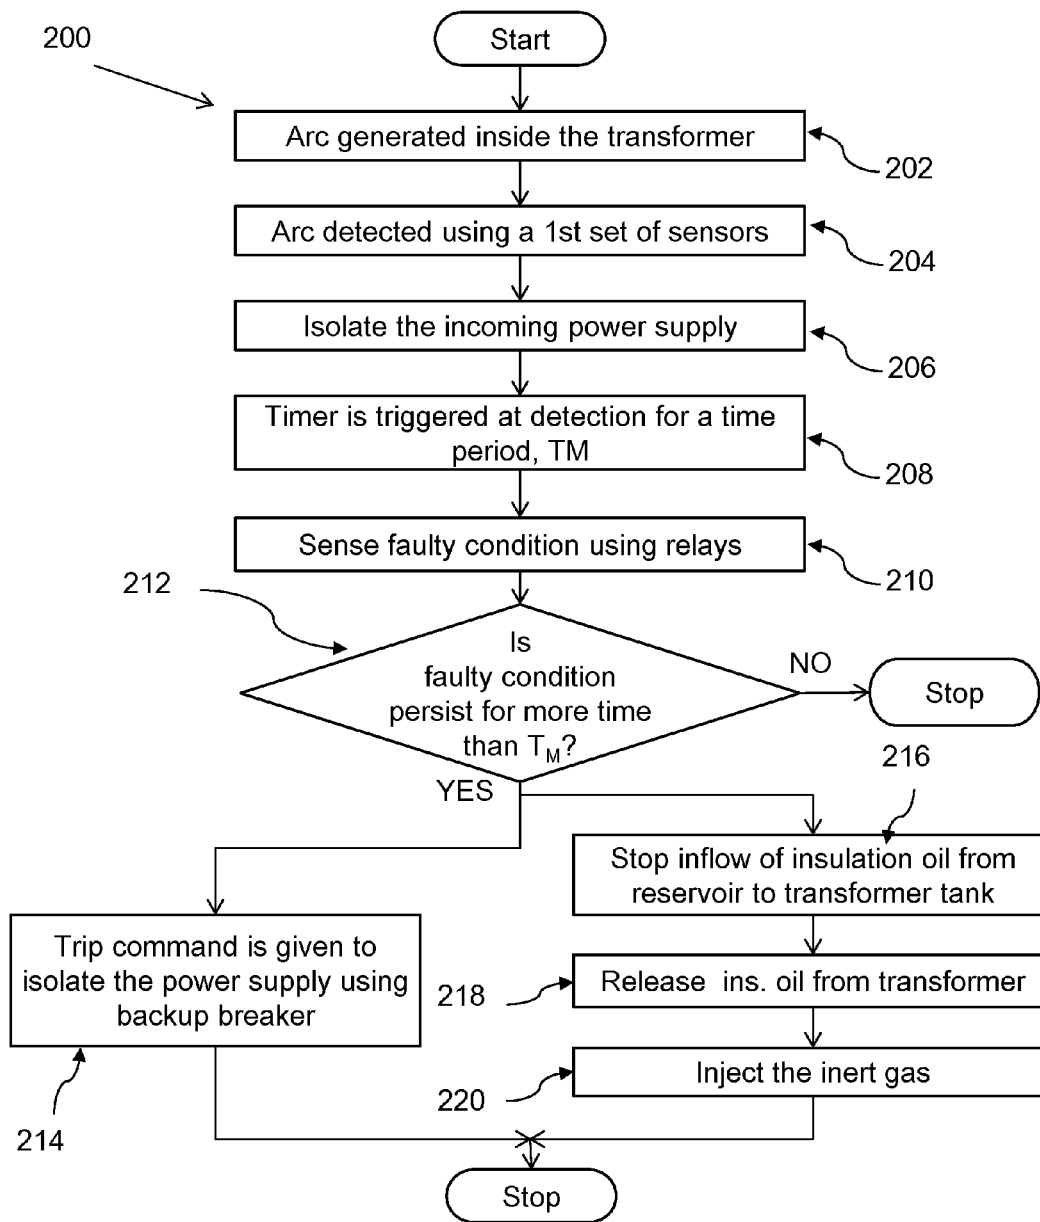 200
Start
Arc generated inside the transformer
202
Arc detected using a 1st set of sensors
204
Isolate the incoming power supply
206
Timer is triggered at detection for a time
period, TM
208
Sense faulty condition using relays
210
212
Is
faulty condition
persist for more time
than TM?
NO
Stop
YES
216
Stop inflow of insulation oil from
reservoir to transformer tank
Trip command is given to
isolate the power supply using
backup breaker
214
218
Release ins. oil from transformer
220
Inject the inert gas
Stop